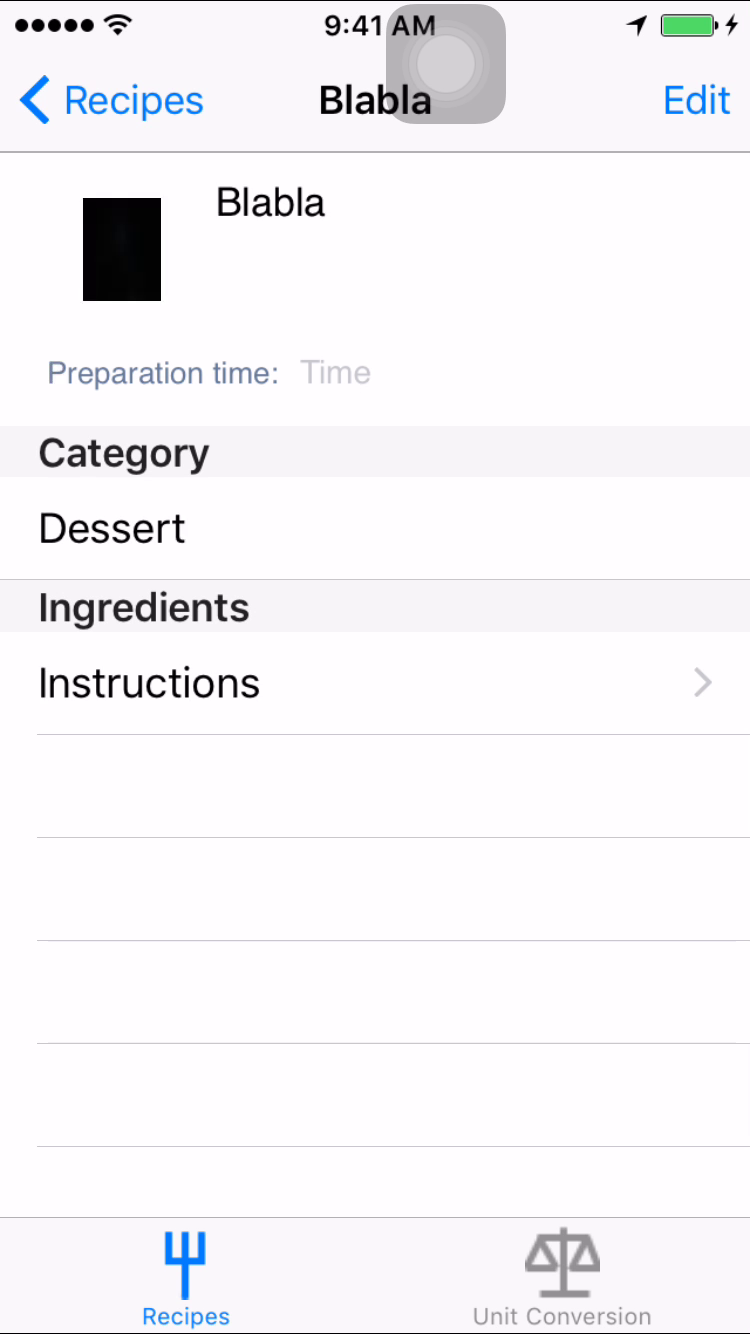 9:41 AM
Recipes Blabla Edit
Blabla
Preparation time: Time
Category
Dessert
Ingredients
Instructions
Recipes Unit Conversion